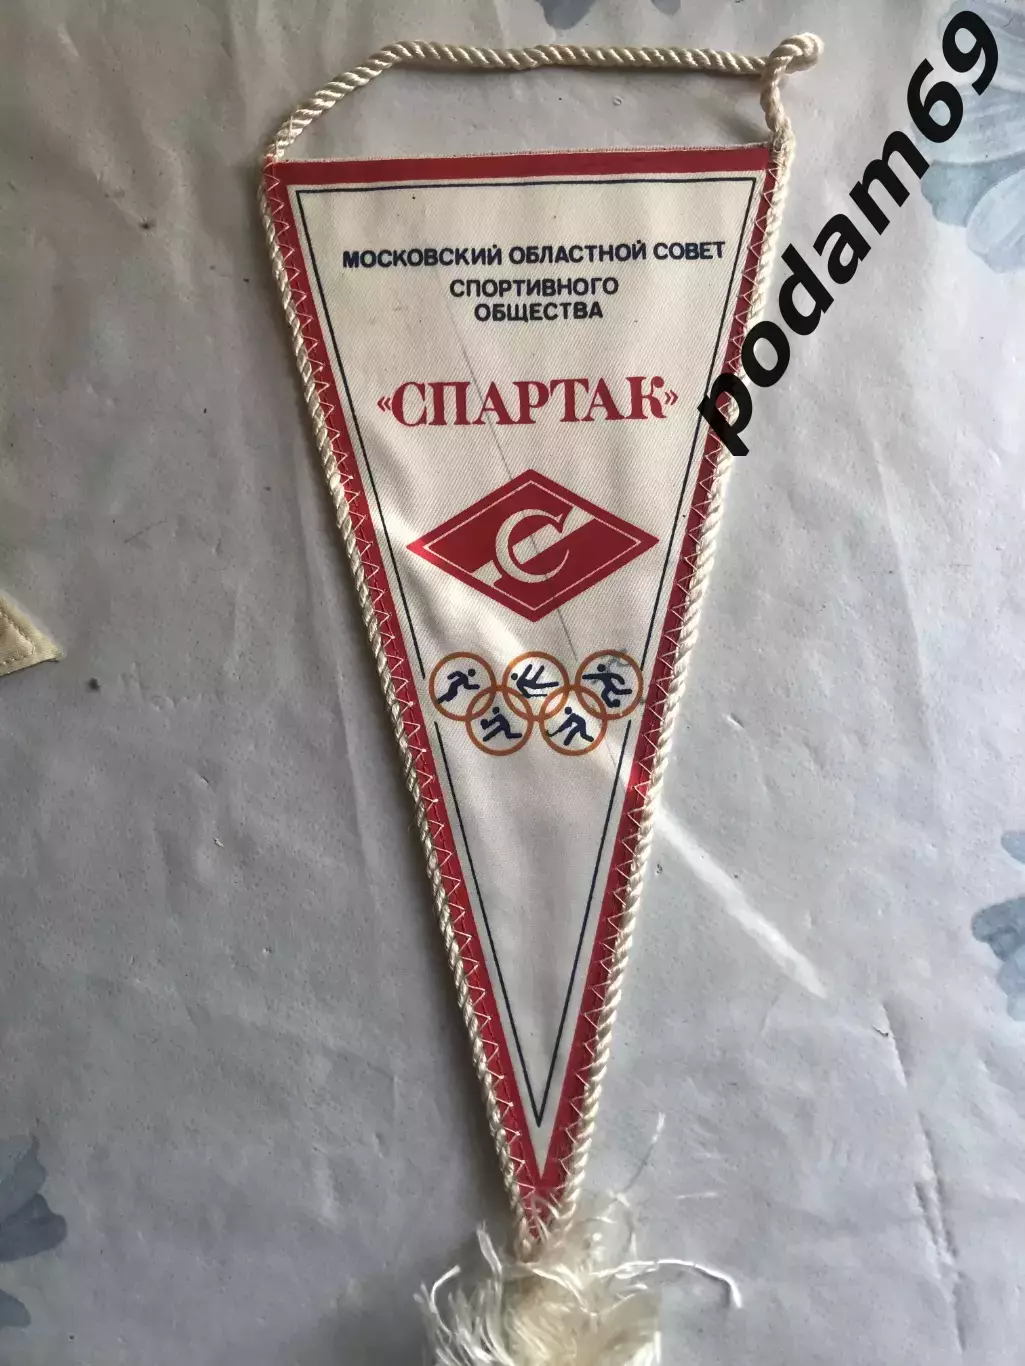 МОСКОВСКИЙ ОБЛАСТНОЙ СОВЕТ
СПОРТИВНОГО
ОБЩЕСТВА
«СПАРТАК»
С
podam69